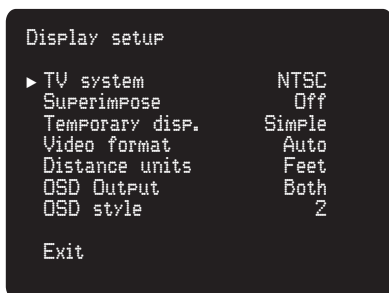 Display setup
▶ TV system NTSC
Superimpose Off
Temporary disp. Simple
Video format Auto
Distance units Feet
OSD Output Both
OSD style 2
Exit